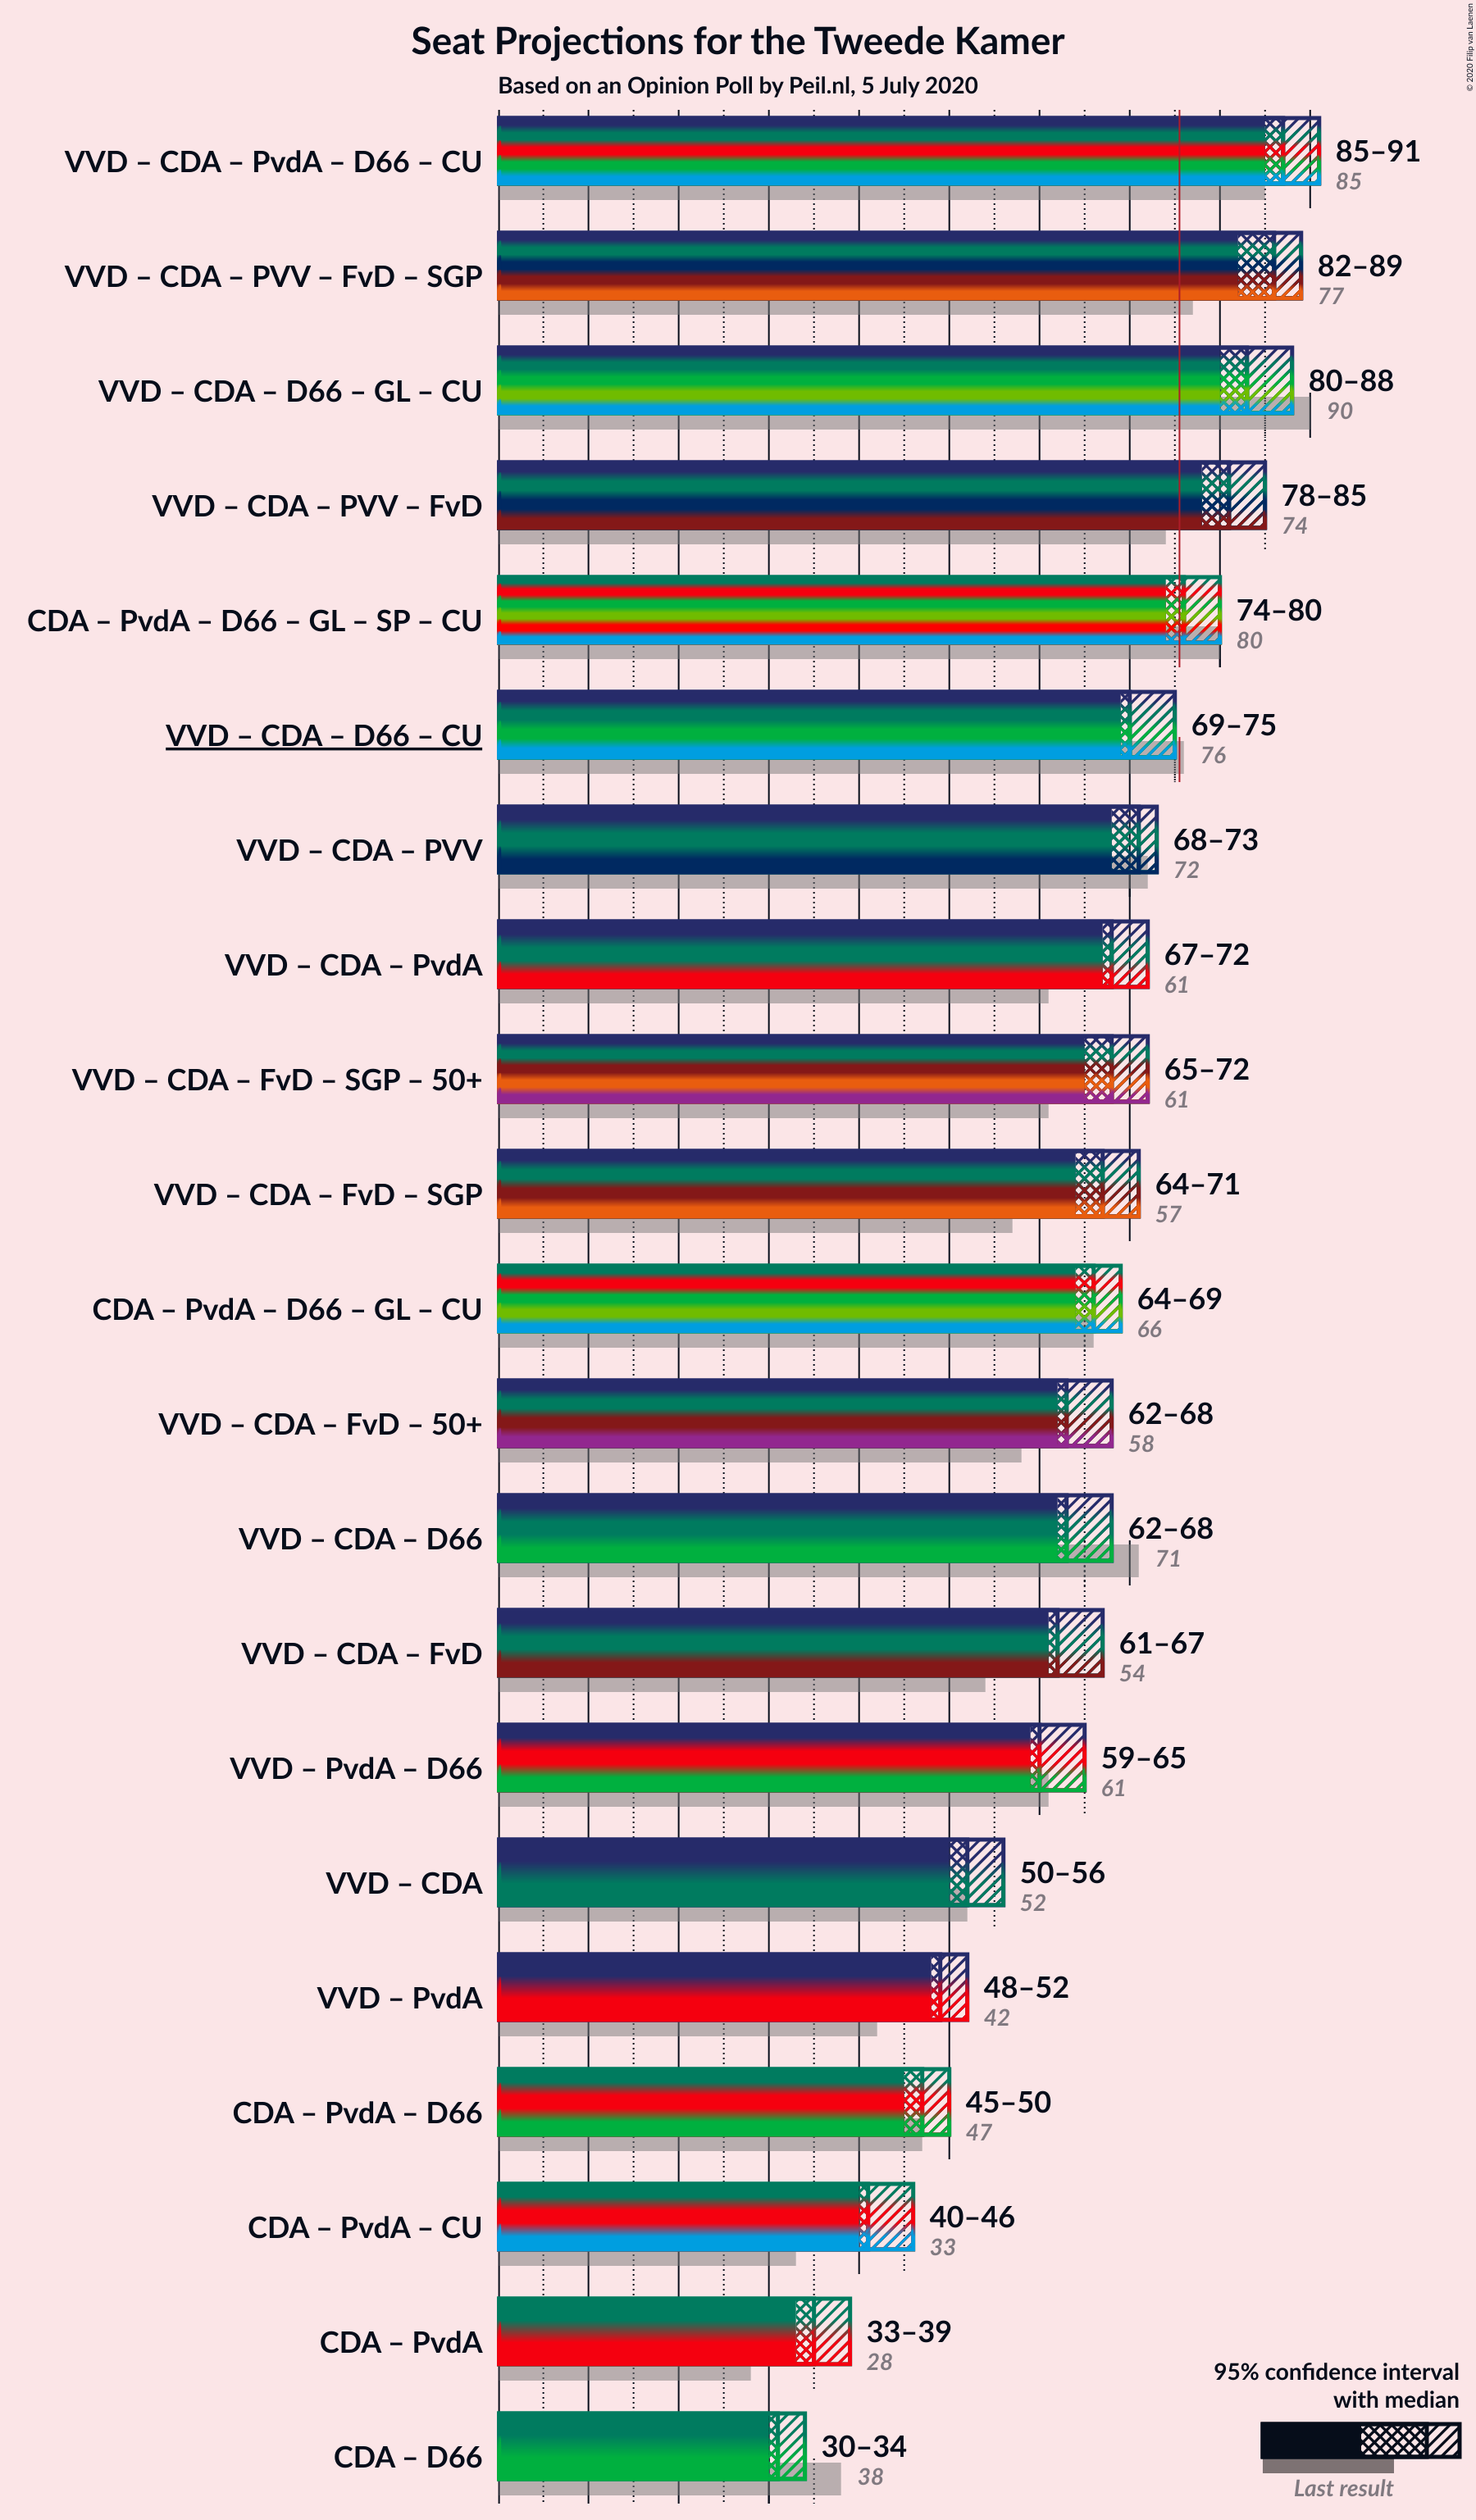 Seat Projections for the Tweede Kamer
Based on an Opinion Poll by Peil.nl, 5 July 2020
© 2020 Filip van Laenen
VVD – CDA – PvdA – D66 – CU
85–91
85
VVD – CDA – PVV – FvD – SGP
82–89
77
VVD – CDA – D66 – GL – CU
80–88
90
VVD – CDA – PVV – FvD
78–85
74
CDA – PvdA – D66 – GL – SP – CU
74–80
80
VVD – CDA – D66 – CU
69–75
76
VVD – CDA – PVV
68–73
72
VVD – CDA – PvdA
67–72
61
VVD – CDA – FvD – SGP – 50+
65–72
61
VVD – CDA – FvD – SGP
64–71
57
CDA – PvdA – D66 – GL – CU
64–69
66
VVD – CDA – FvD – 50+
62–68
58
VVD – CDA – D66
62–68
71
VVD – CDA – FvD
61–67
54
VVD – PvdA – D66
59–65
61
VVD – CDA
50–56
52
VVD – PvdA
48–52
42
CDA – PvdA – D66
45–50
47
CDA – PvdA – CU
40–46
33
CDA – PvdA
33–39
28
CDA – D66
30–34
38
95% confidence interval
with median
Last result